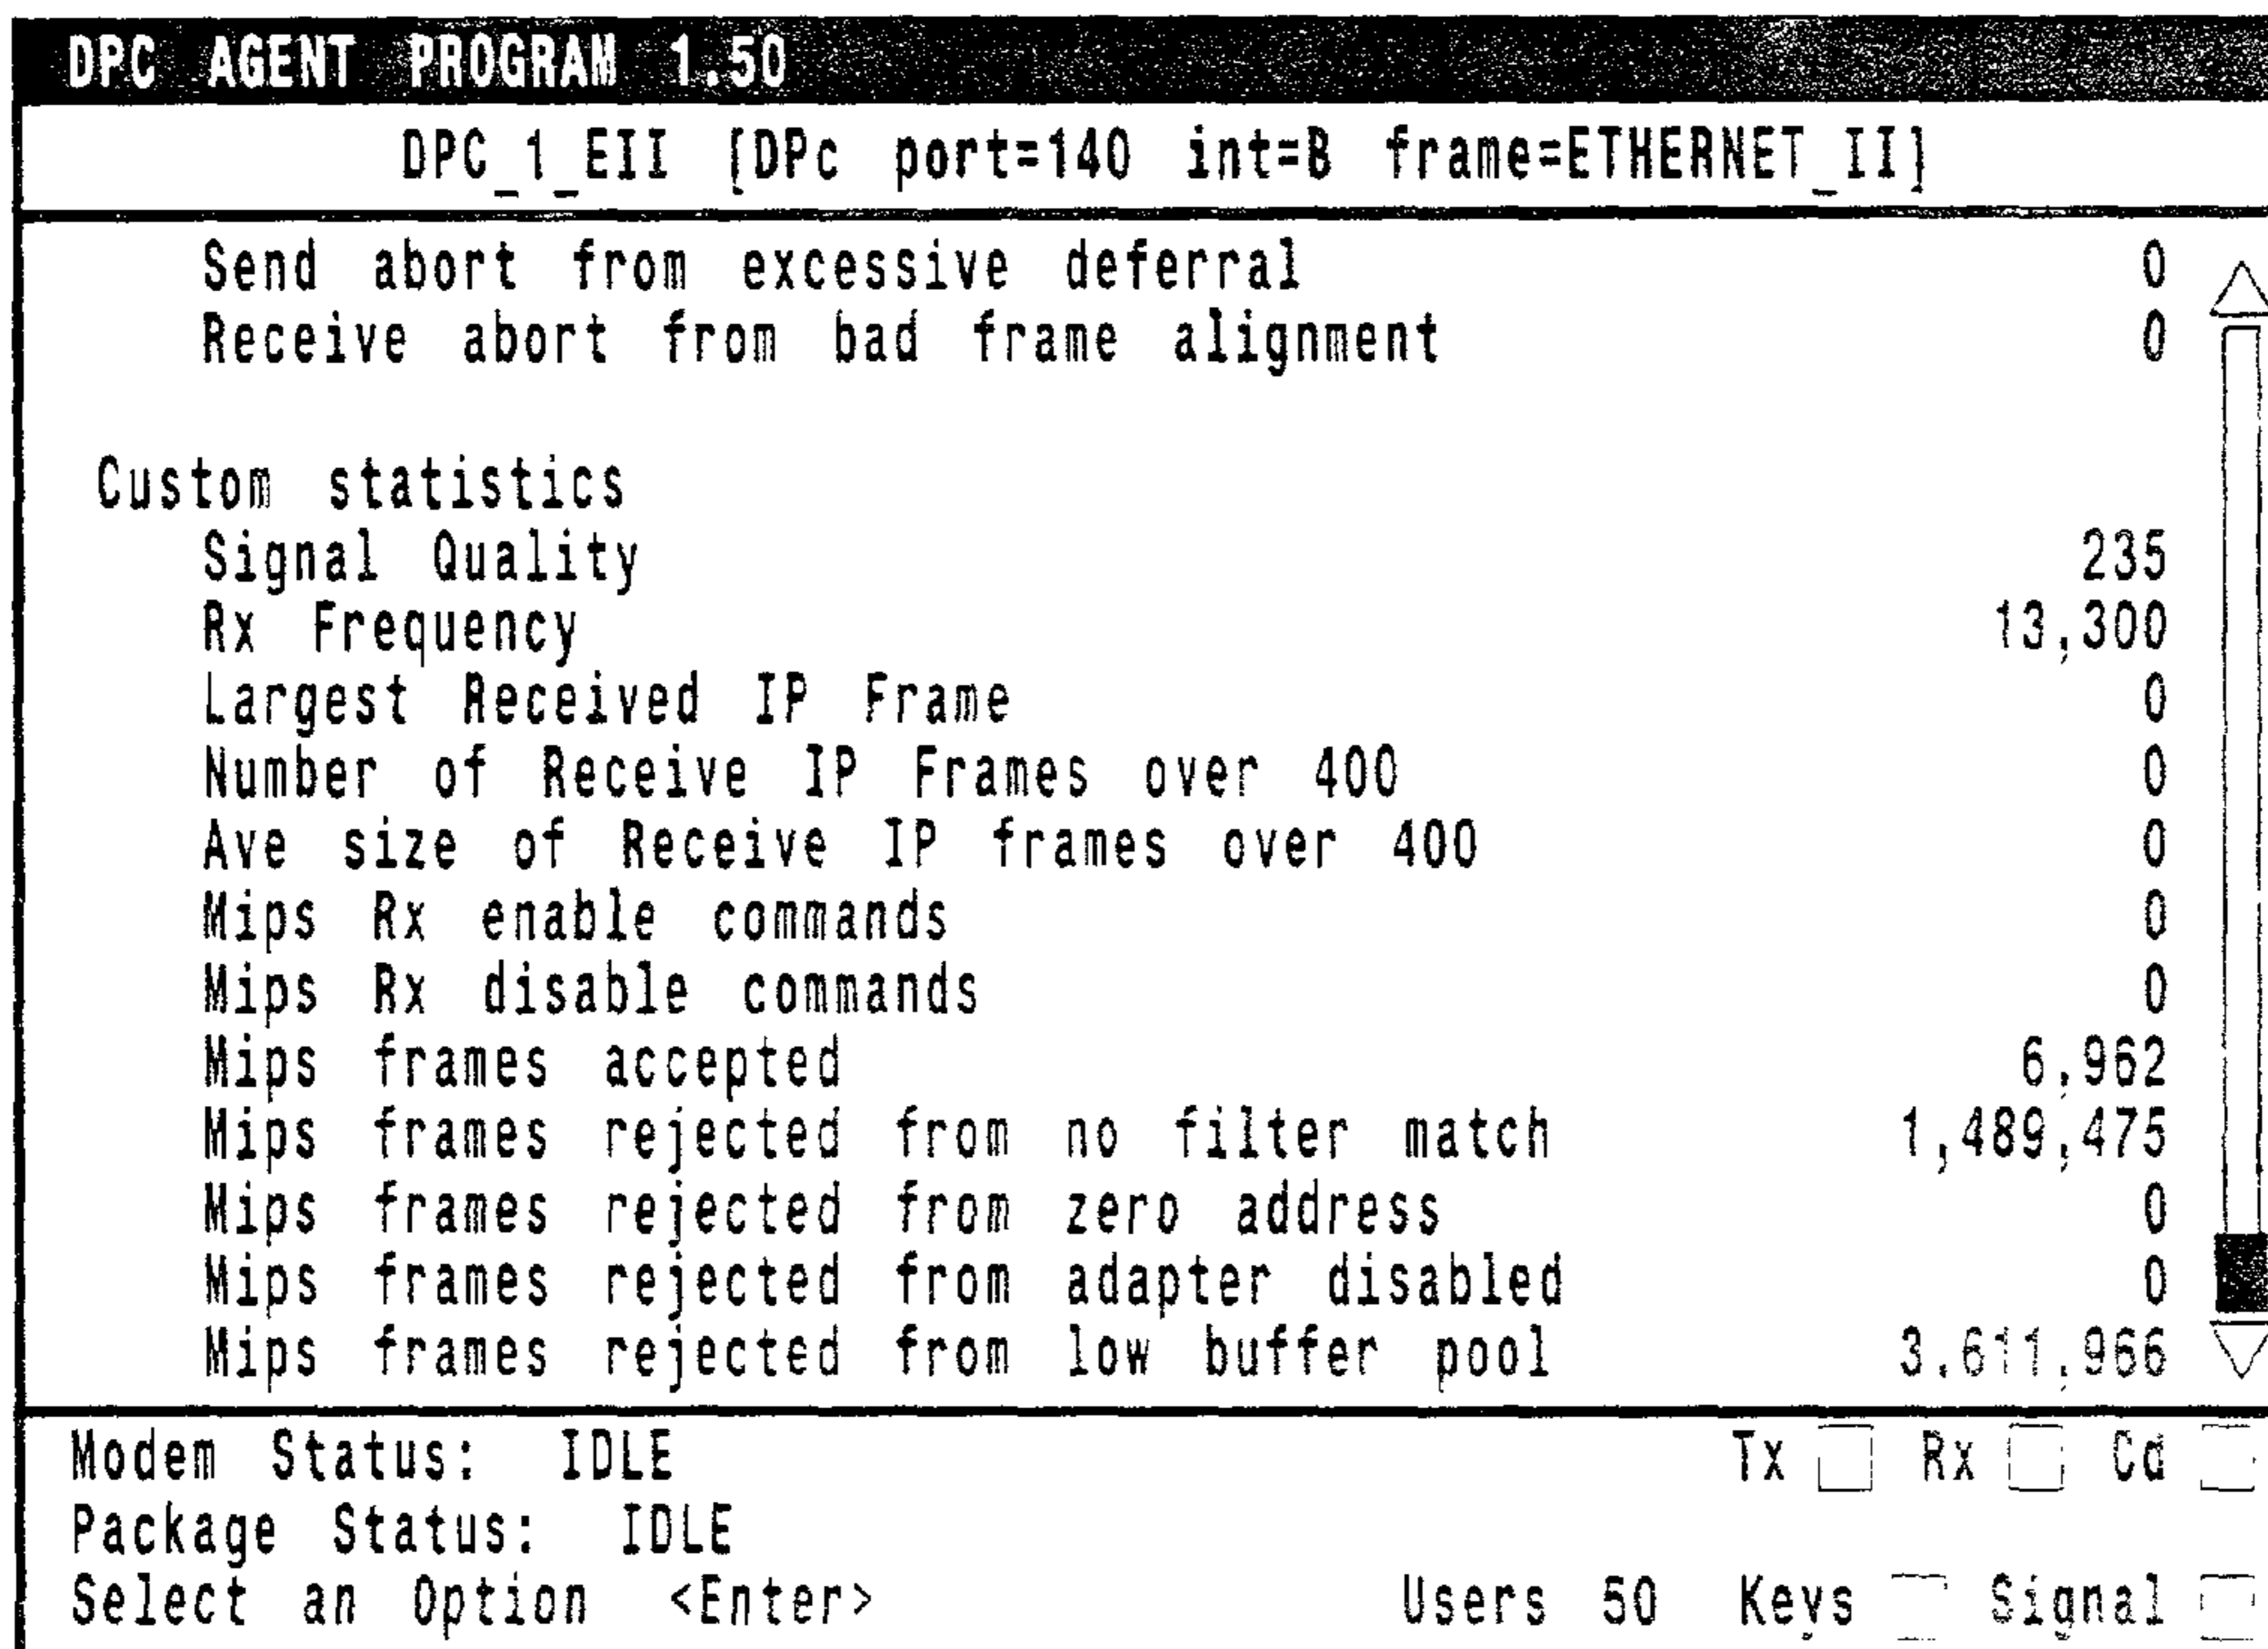 DPC AGENT PROGRAM 1.50
DPC_1_EII [DPc port=140 int=B frame=ETHERNET_II]
Send abort from excessive deferral 0
Receive abort from bad frame alignment 0
Custom statistics
Signal Quality 235
Rx Frequency 13,300
Largest Received IP Frame 0
Number of Receive IP Frames over 400 0
Ave size of Receive IP frames over 400 0
Mips Rx enable commands 0
Mips Rx disable commands 0
Mips frames accepted 6,962
Mips frames rejected from no filter match 1,489,475
Mips frames rejected from zero address 0
Mips frames rejected from adapter disabled 0
Mips frames rejected from low buffer pool 3,611,966
Modem Status: IDLE Tx Rx Cd
Package Status: IDLE
Select an Option <Enter> Users 50 Keys Signal